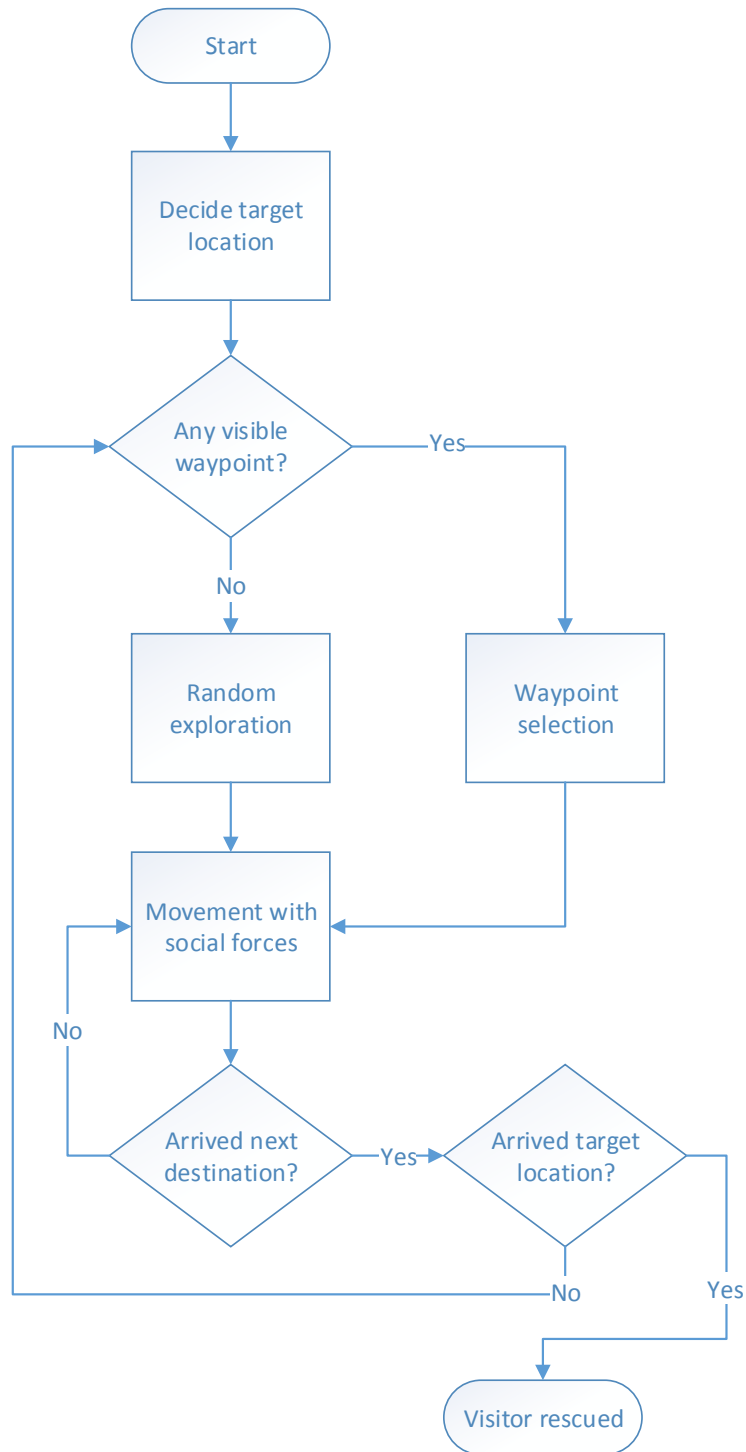 Start
Decide target
location
Any visible
waypoint?
Yes
No
Random
exploration
Waypoint
selection
Movement with
social forces
No
Arrived next
destination?
Yes
Arrived target
location?
No
Yes
Visitor rescued